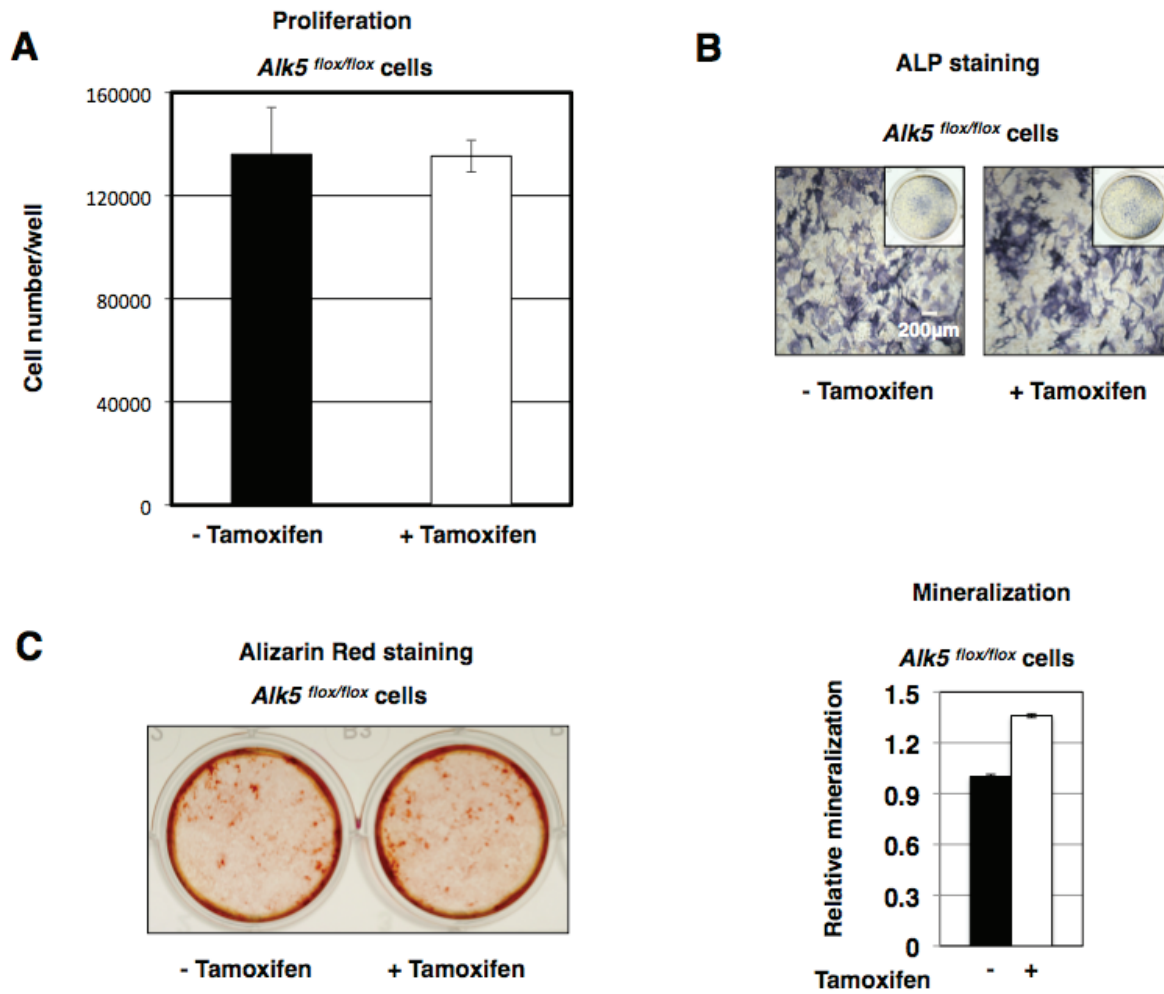 A
Proliferation
Alk5 flox/flox cells
160000
120000
80000
40000
0
Cell number/well
- Tamoxifen
+ Tamoxifen
B
ALP staining
Alk5 flox/flox cells
200µm
- Tamoxifen
+ Tamoxifen
C
Alizarin Red staining
Alk5 flox/flox cells
B3
- Tamoxifen
+ Tamoxifen
Mineralization
Alk5 flox/flox cells
1.5
1.2
0.9
0.6
0.3
0
Relative mineralization
Tamoxifen - +